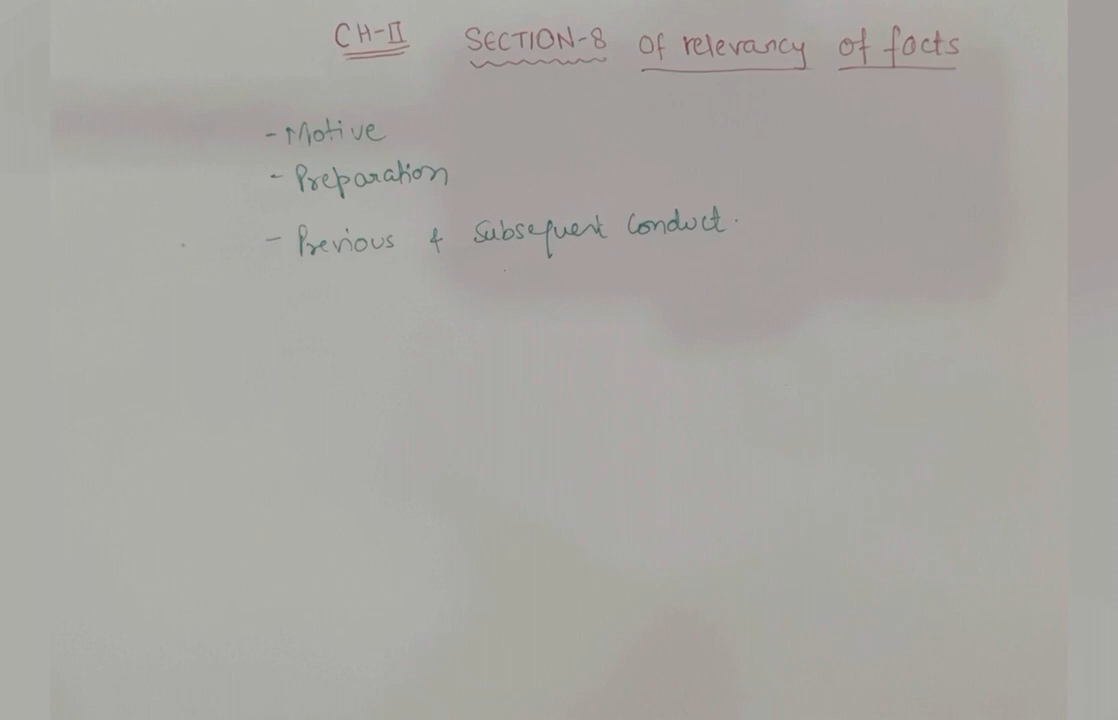 CH-II SECTION-8 Of relevancy of facts
- Motive
- Preparation
- Previous & Subsequent Conduct.